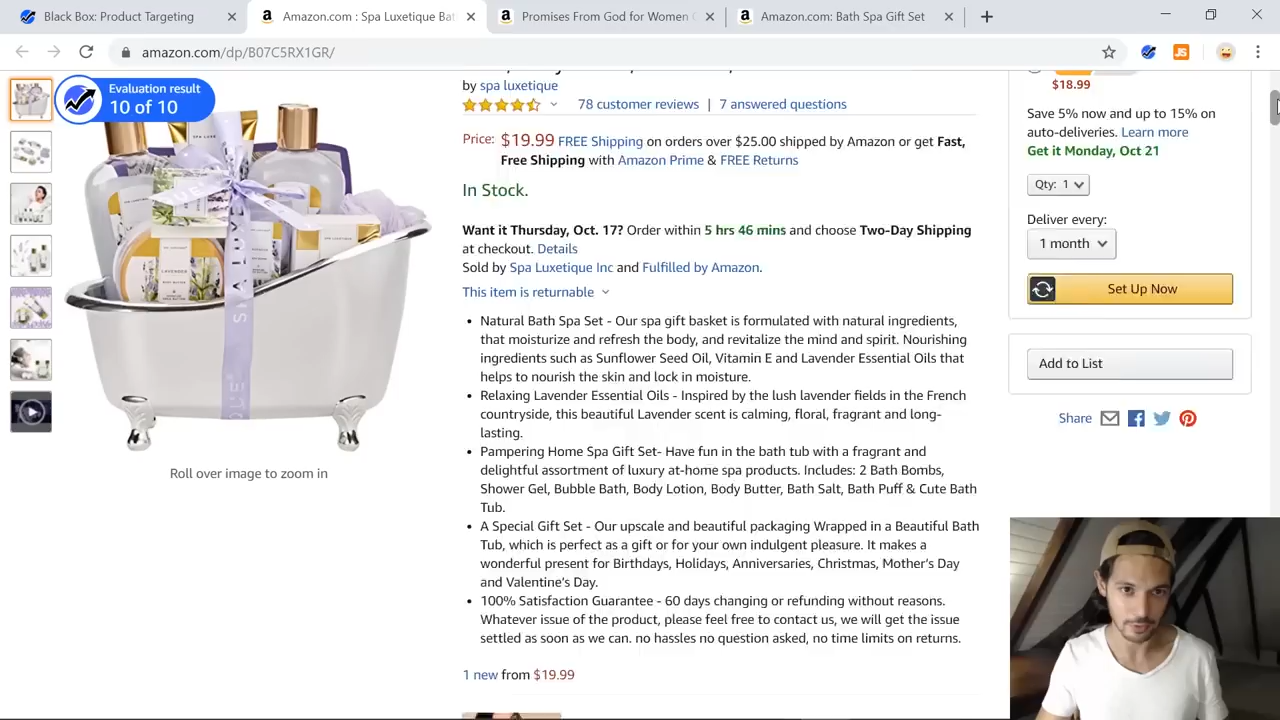 Black Box: Product Targeting
Amazon.com : Spa Luxetique Bat
Promises From God for Women
Amazon.com: Bath Spa Gift Set
amazon.com/dp/B07C5RX1GR/
JS
Evaluation result
10 of 10
by spa luxetique
78 customer reviews | 7 answered questions
Price: $19.99 FREE Shipping on orders over $25.00 shipped by Amazon or get Fast,
Free Shipping with Amazon Prime & FREE Returns
In Stock.
Want it Thursday, Oct. 17? Order within 5 hrs 46 mins and choose Two-Day Shipping
at checkout. Details
Sold by Spa Luxetique Inc and Fulfilled by Amazon.
This item is returnable
• Natural Bath Spa Set - Our spa gift basket is formulated with natural ingredients,
that moisturize and refresh the body, and revitalize the mind and spirit. Nourishing
ingredients such as Sunflower Seed Oil, Vitamin E and Lavender Essential Oils that
helps to nourish the skin and lock in moisture.
• Relaxing Lavender Essential Oils - Inspired by the lush lavender fields in the French
countryside, this beautiful Lavender scent is calming, floral, fragrant and long-
lasting.
• Pampering Home Spa Gift Set- Have fun in the bath tub with a fragrant and
delightful assortment of luxury at-home spa products. Includes: 2 Bath Bombs,
Shower Gel, Bubble Bath, Body Lotion, Body Butter, Bath Salt, Bath Puff & Cute Bath
Tub.
• A Special Gift Set - Our upscale and beautiful packaging Wrapped in a Beautiful Bath
Tub, which is perfect as a gift or for your own indulgent pleasure. It makes a
wonderful present for Birthdays, Holidays, Anniversaries, Christmas, Mother's Day
and Valentine's Day.
• 100% Satisfaction Guarantee - 60 days changing or refunding without reasons.
Whatever issue of the product, please feel free to contact us, we will get the issue
settled as soon as we can. no hassles no question asked, no time limits on returns.
1 new from $19.99
LAVENDER
Roll over image to zoom in
$18.99
Save 5% now and up to 15% on
auto-deliveries. Learn more
Get it Monday, Oct 21
Qty: 1
Deliver every:
1 month
Set Up Now
Add to List
Share